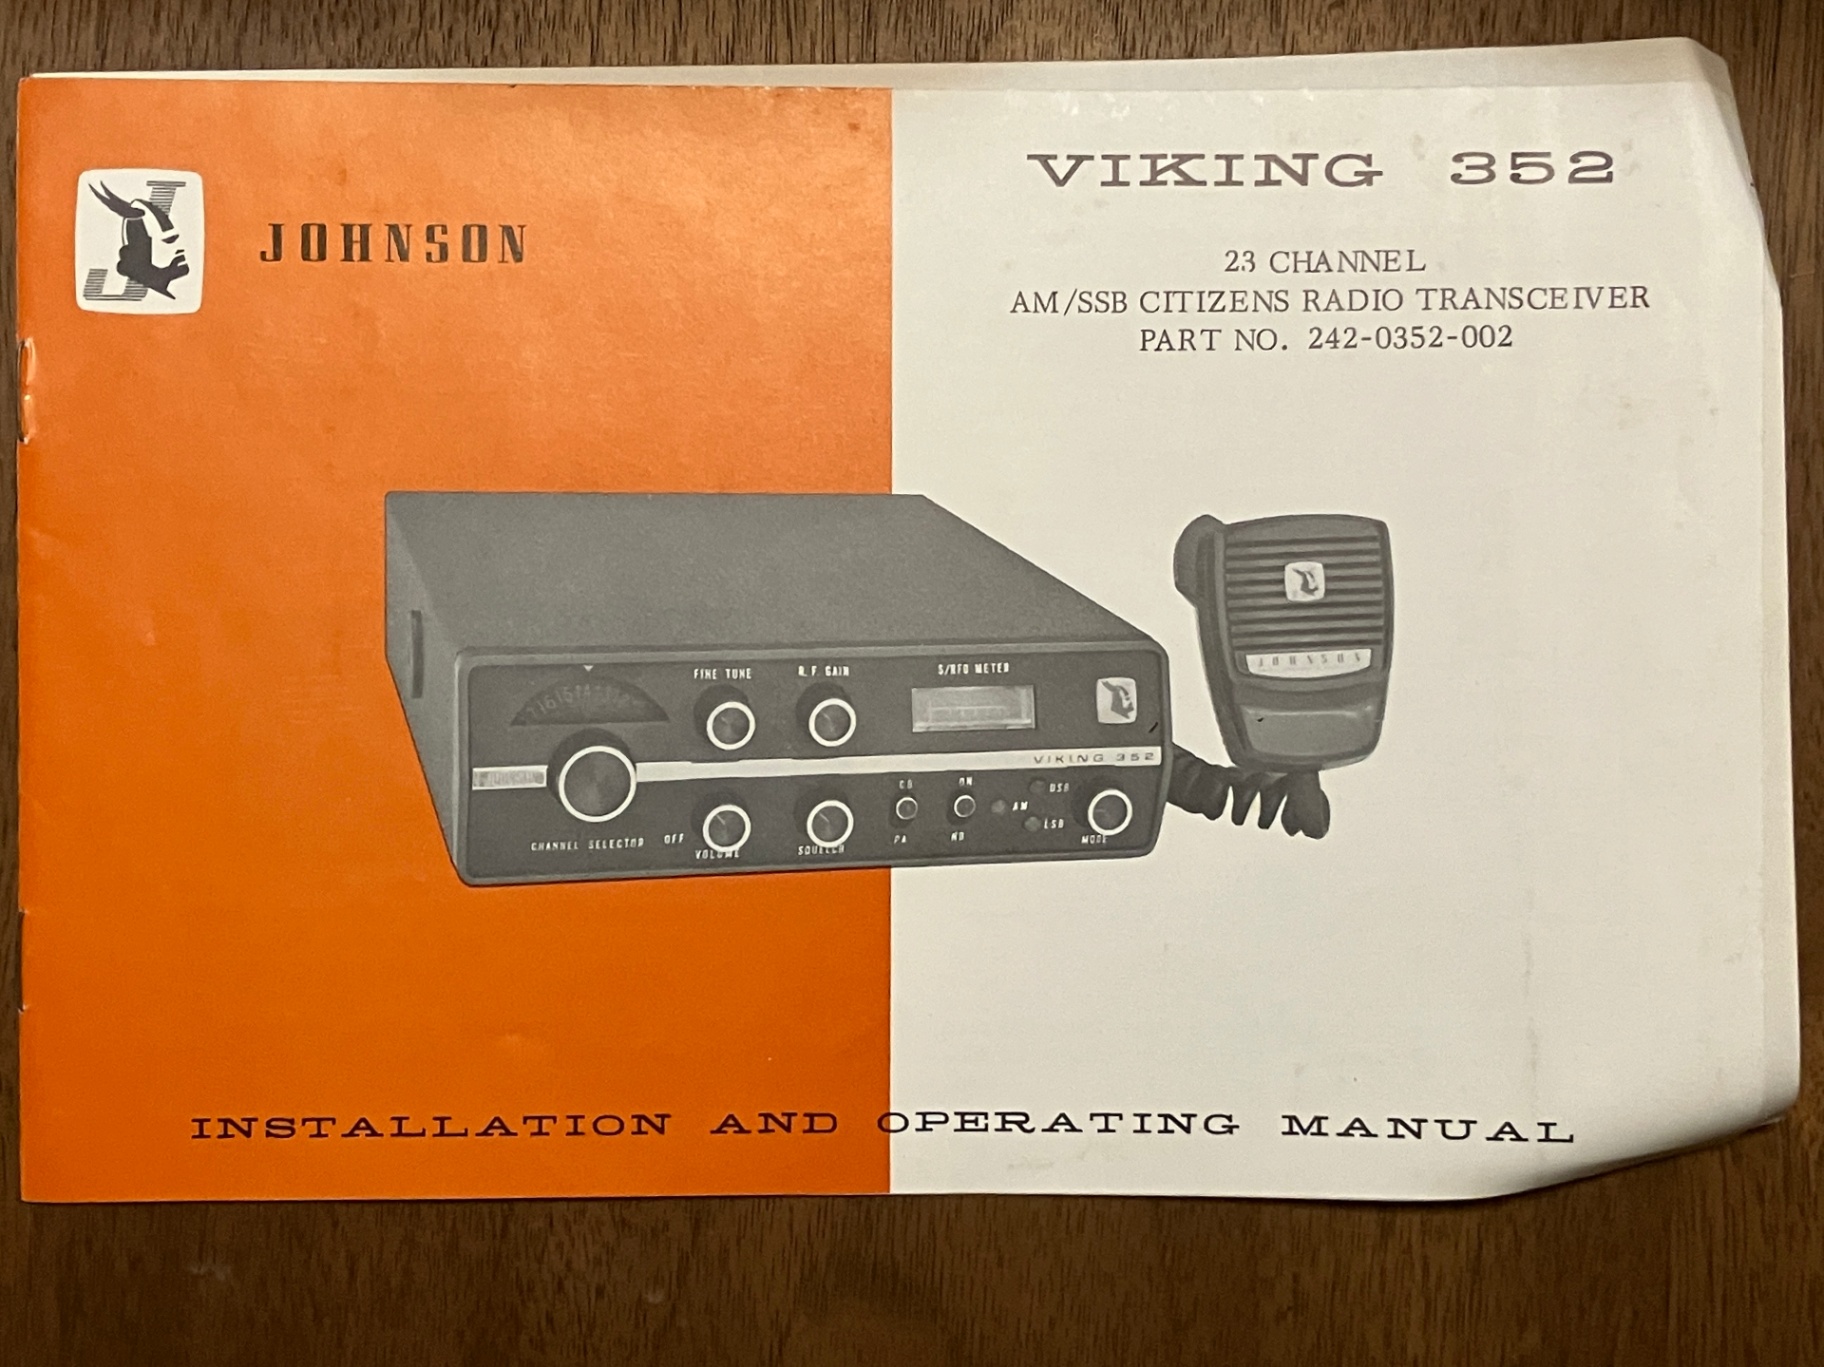 JOHNSON
VIKING 352
23 CHANNEL
AM/SSB CITIZENS RADIO TRANSCEIVER
PART NO. 242-0352-002
FINE TUNE
R.F. GAIN
S/RFO METER
JOHNSON
VIKING 352
CB
ON
USB
AM
LSB
CHANNEL SELECTOR
OFF
VOLUME
SQUELCH
PA
NB
MODE
INSTALLATION AND OPERATING MANUAL